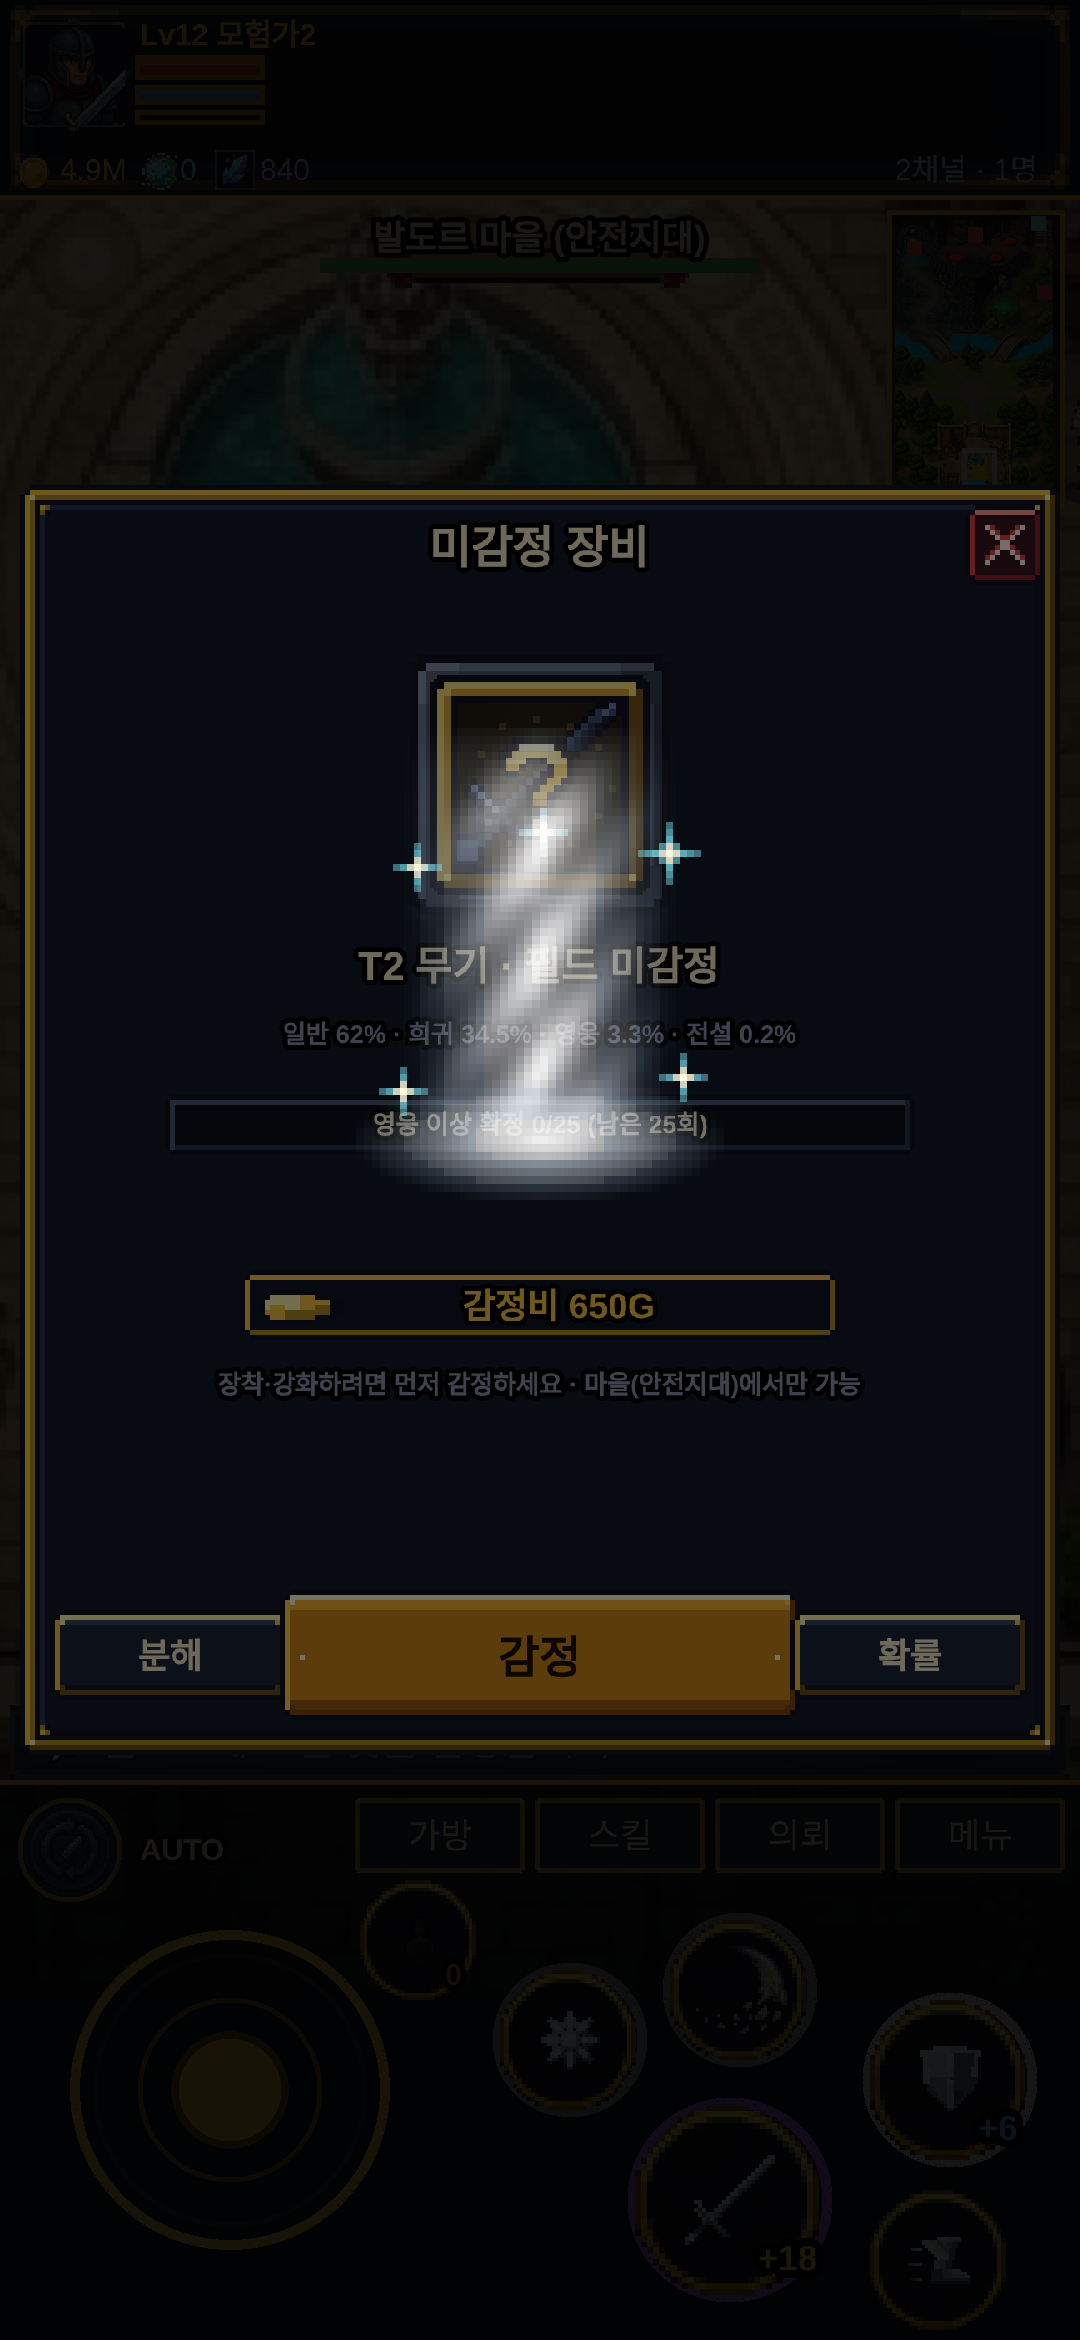 Lv12 모험가2
4.9M 0 840 2채널 · 1명
발도르 마을 (안전지대)
미감정 장비
?
T2 무기 · 필드 미감정
일반 62% · 희귀 34.5% · 영웅 3.3% · 전설 0.2%
영웅 이상 확정 0/25 (남은 25회)
감정비 650G
장착·강화하려면 먼저 감정하세요 · 마을(안전지대)에서만 가능
분해 감정 확률
AUTO 가방 스킬 의뢰 메뉴
0
+6
+18